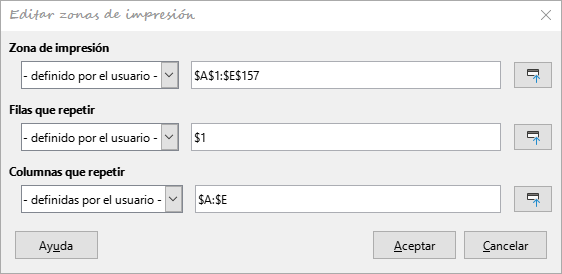 Editar zonas de impresión
Zona de impresión
- definido por el usuario -
$A$1:$E$157
Filas que repetir
- definido por el usuario -
$1
Columnas que repetir
- definidas por el usuario -
$A:$E
Ayuda
Aceptar
Cancelar